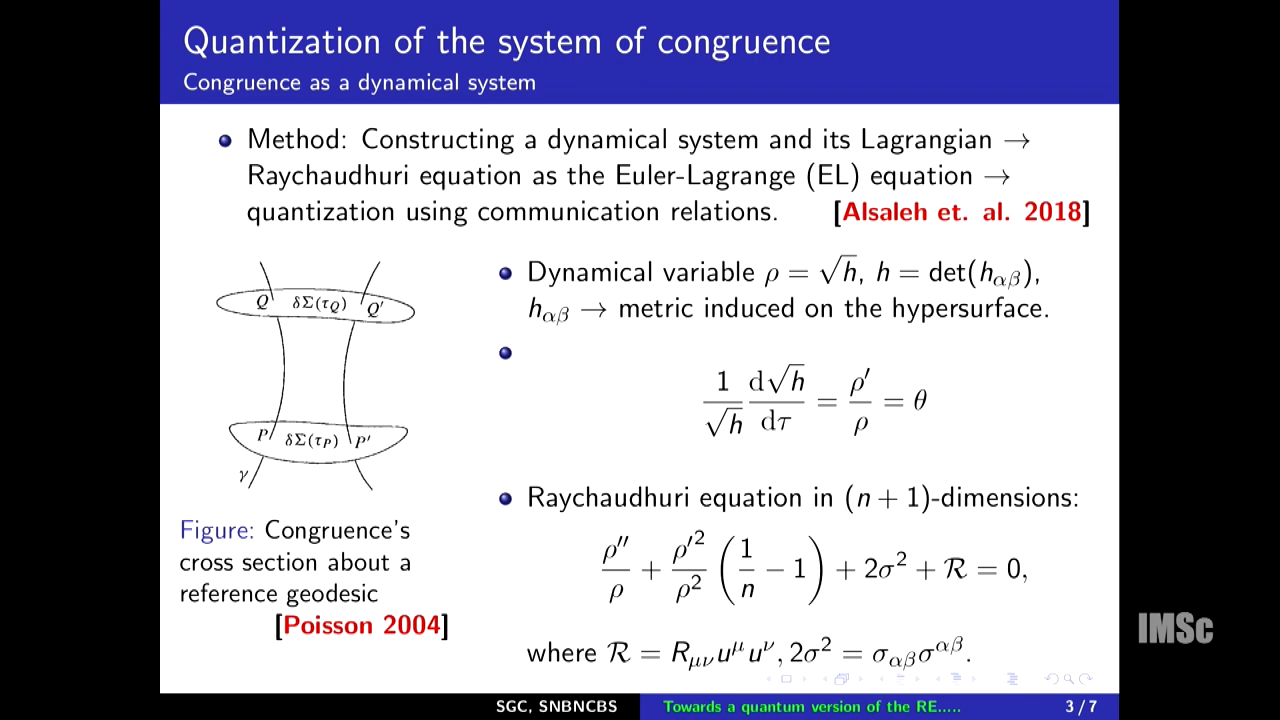 Quantization of the system of congruence
Congruence as a dynamical system
Method: Constructing a dynamical system and its Lagrangian →
Raychaudhuri equation as the Euler-Lagrange (EL) equation →
quantization using communication relations. [Alsaleh et. al. 2018]
Q δΣ(τ_Q) Q′
P δΣ(τ_P) P′
γ
Figure: Congruence's
cross section about a
reference geodesic
[Poisson 2004]
Dynamical variable ρ = √h, h = det(h_αβ),
h_αβ → metric induced on the hypersurface.
1/√h d√h/dτ = ρ′/ρ = θ
Raychaudhuri equation in (n + 1)-dimensions:
ρ″/ρ + ρ′²/ρ² (1/n − 1) + 2σ² + ℛ = 0,
where ℛ = R_μν u^μ u^ν, 2σ² = σ_αβ σ^αβ.
IMSc
SGC, SNBNCBS Towards a quantum version of the RE..... 3 / 7